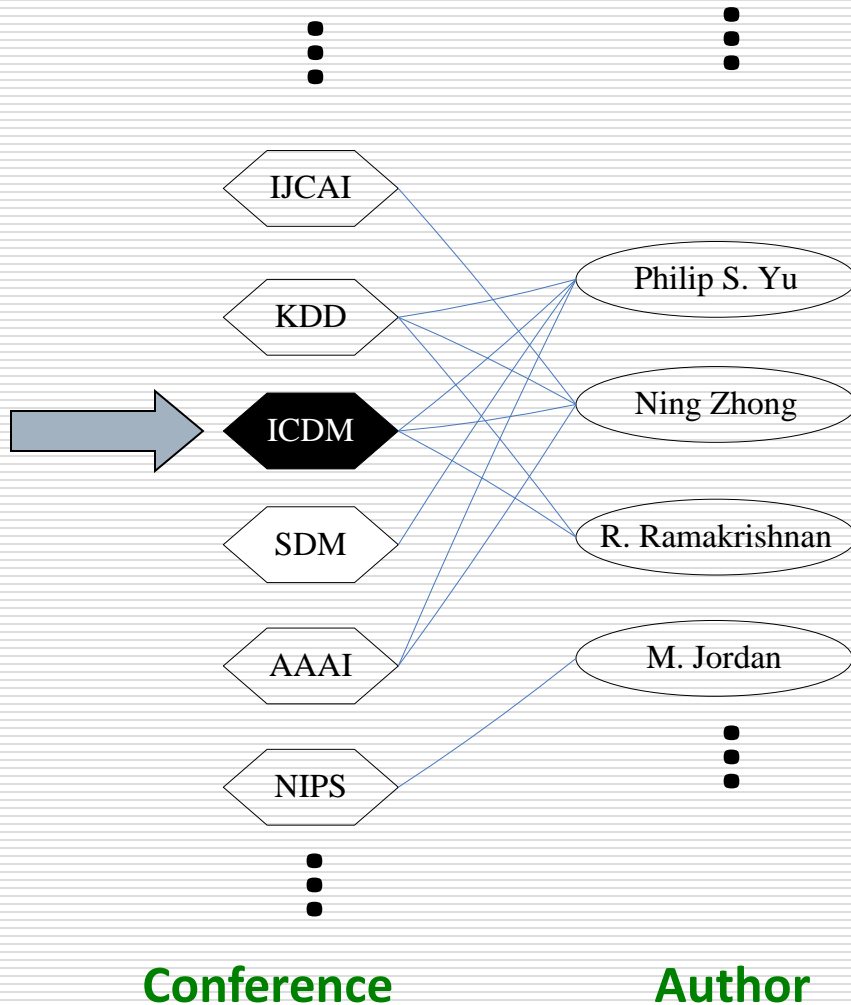 IJCAI
KDD
ICDM
SDM
AAAI
NIPS
Conference
Philip S. Yu
Ning Zhong
R. Ramakrishnan
M. Jordan
Author